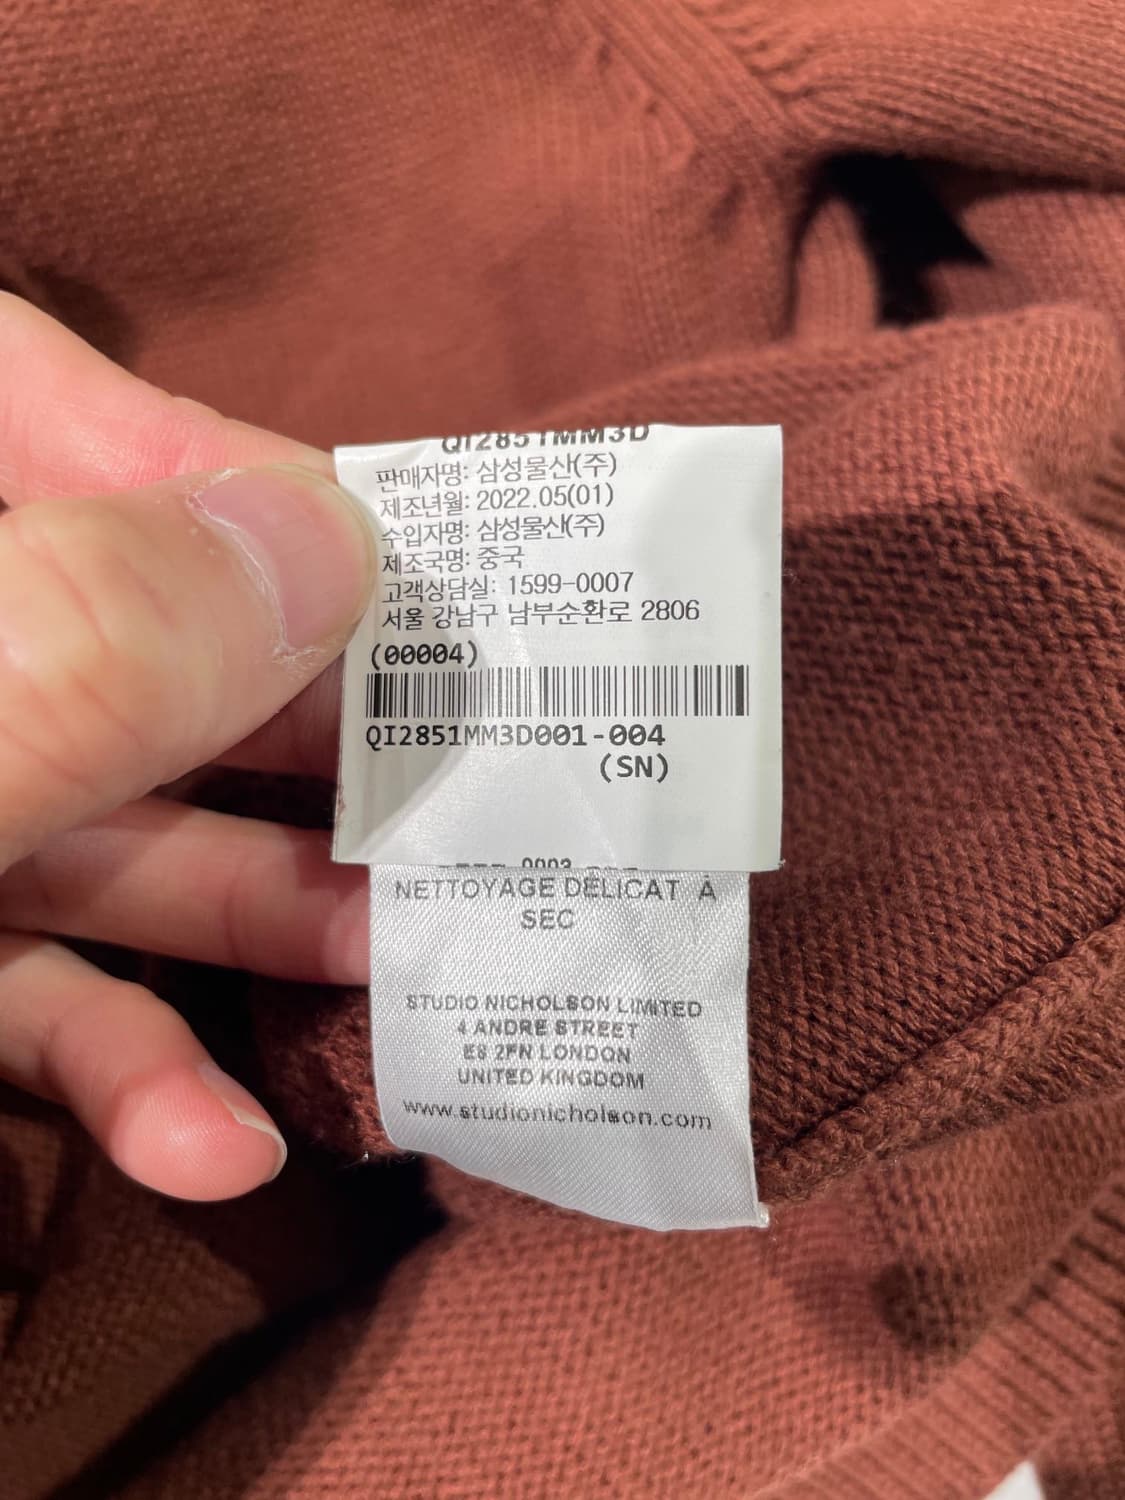 QI2851MM3D
판매자명: 삼성물산(주)
제조년월: 2022.05(01)
수입자명: 삼성물산(주)
제조국명: 중국
고객상담실: 1599-0007
서울 강남구 남부순환로 2806
(00004)
QI2851MM3D001-004
(SN)
NETTOYAGE DÉLICAT À
SEC
STUDIO NICHOLSON LIMITED
4 ANDRE STREET
E8 2FN LONDON
UNITED KINGDOM
www.studionicholson.com